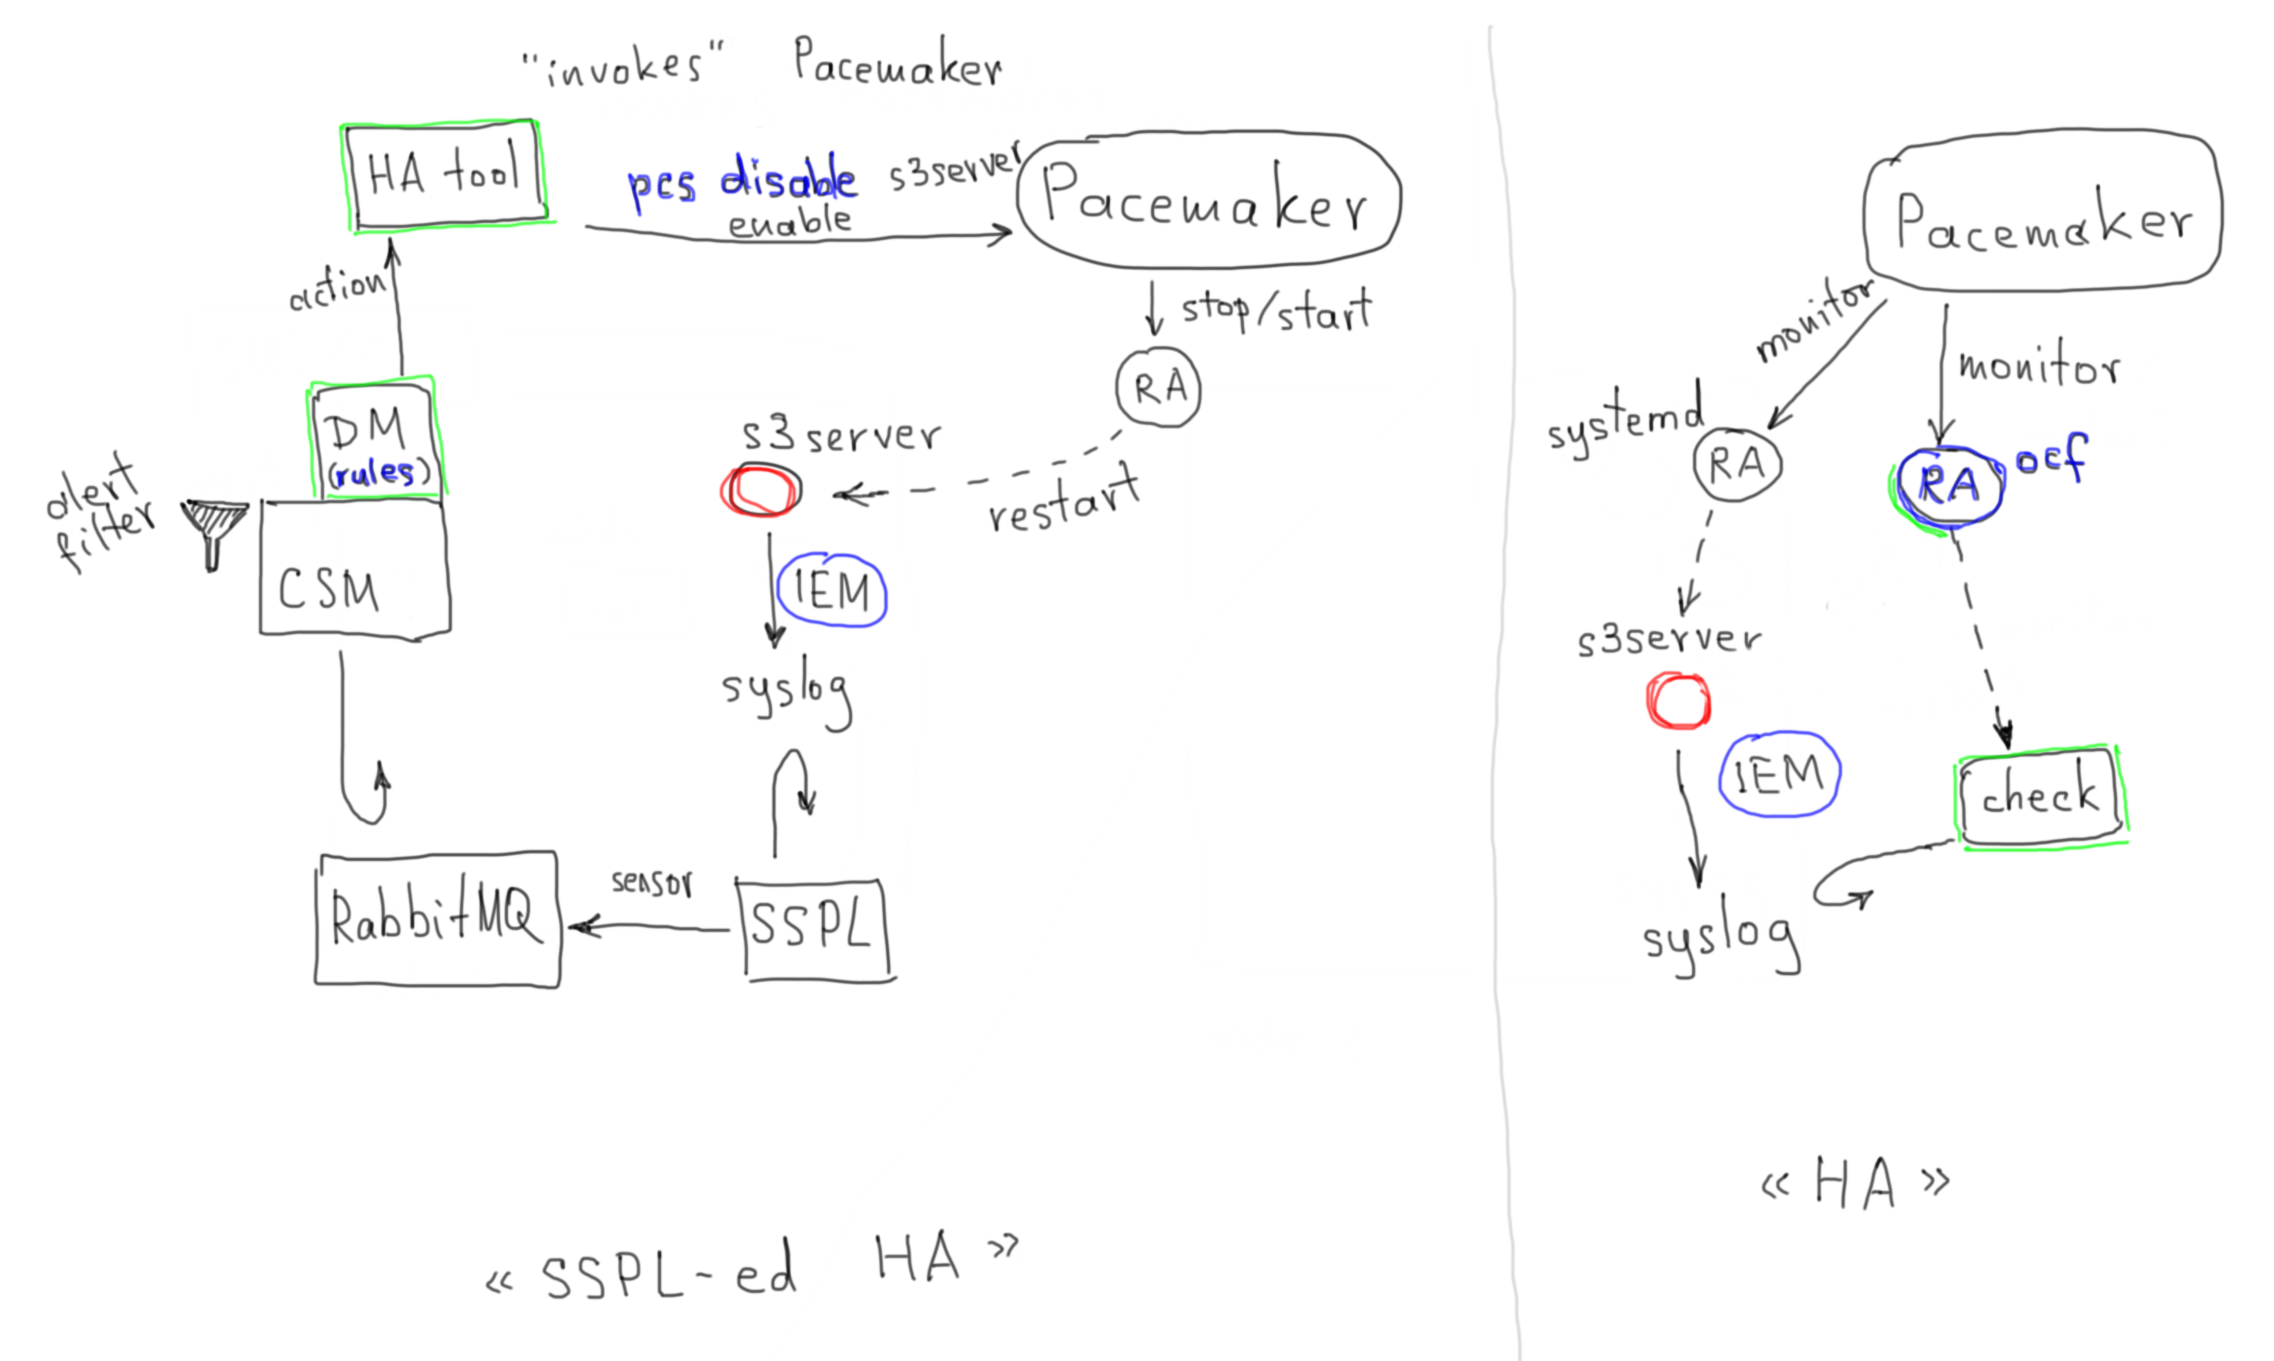 "invokes" Pacemaker
HA tool
pcs disable s3server
enable
Pacemaker
action
stop/start
RA
DM
(rules)
alert
filter
CSM
s3server
restart
IEM
syslog
RabbitMQ
sensor
SSPL
« SSPL-ed HA »
Pacemaker
monitor
monitor
systemd
RA
RA
ocf
s3server
IEM
check
syslog
« HA »